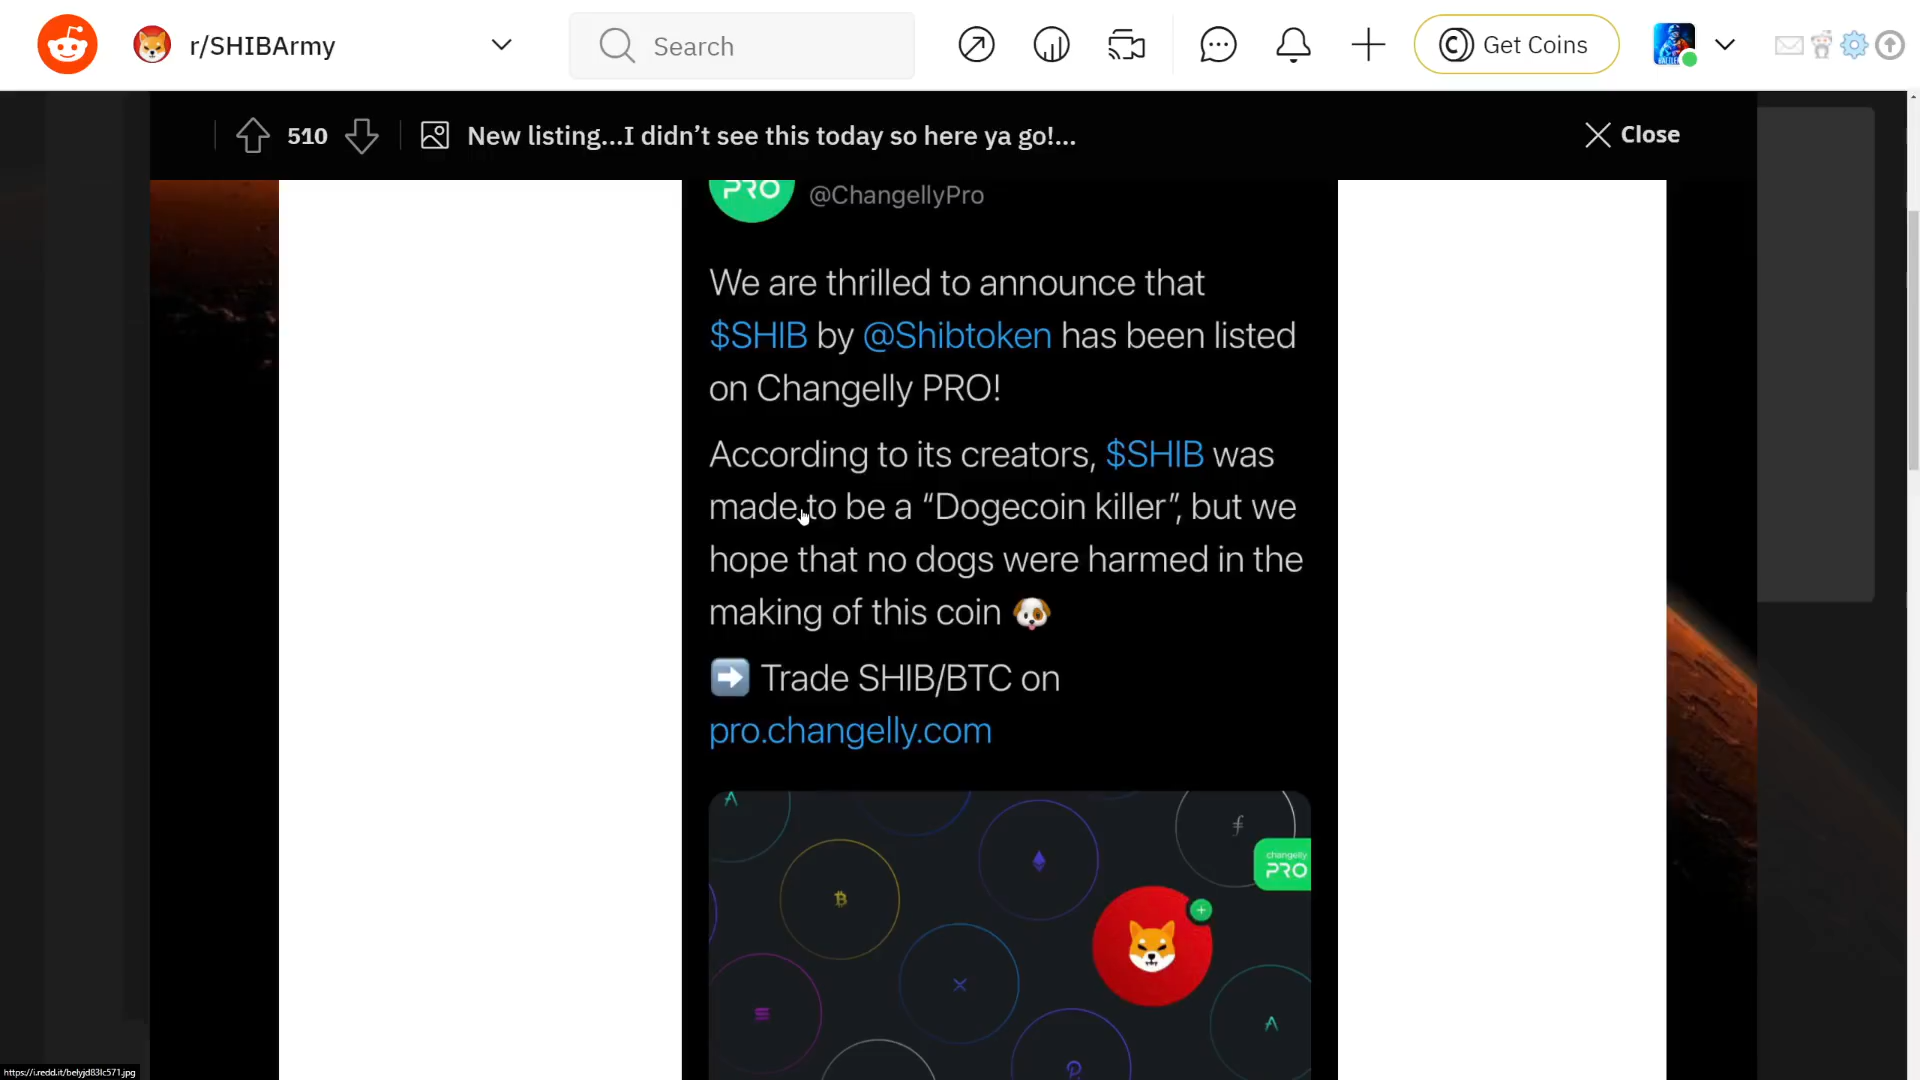 r/SHIBArmy
Search
Get Coins
510
New listing...I didn't see this today so here ya go!...
Close
PRO
@ChangellyPro
We are thrilled to announce that
$SHIB by @Shibtoken has been listed
on Changelly PRO!
According to its creators, $SHIB was
made to be a “Dogecoin killer”, but we
hope that no dogs were harmed in the
making of this coin 🐶
➡️ Trade SHIB/BTC on
pro.changelly.com
changelly
PRO